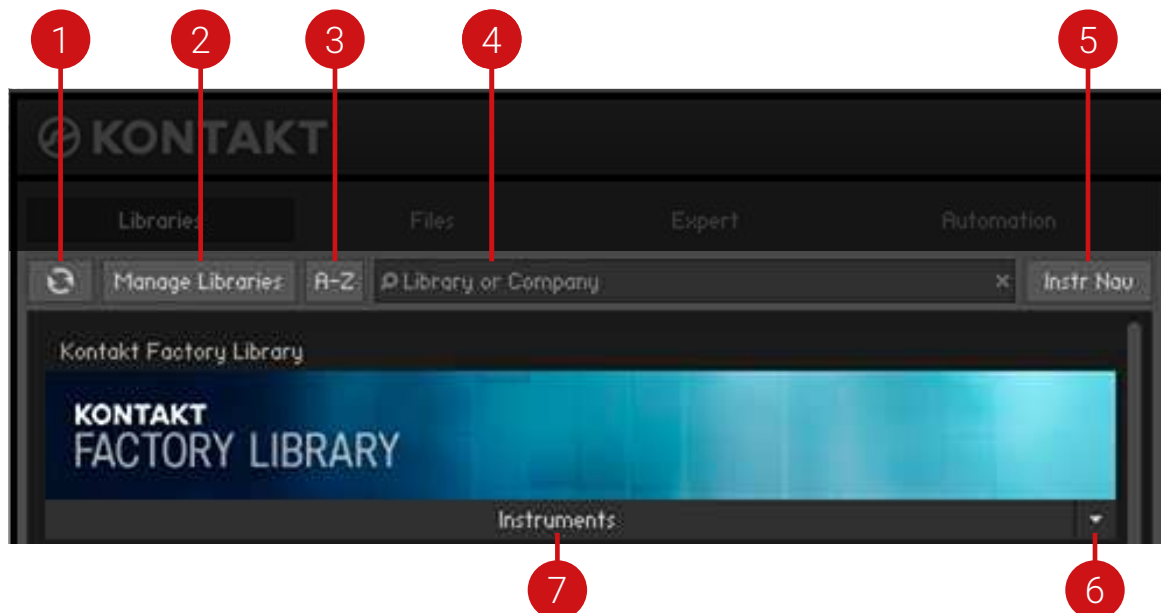 1 2 3 4 5
KONTAKT
Libraries Files Expert Automation
Manage Libraries A-Z Library or Company × Instr Nav
Kontakt Factory Library
KONTAKT
FACTORY LIBRARY
Instruments
7 6